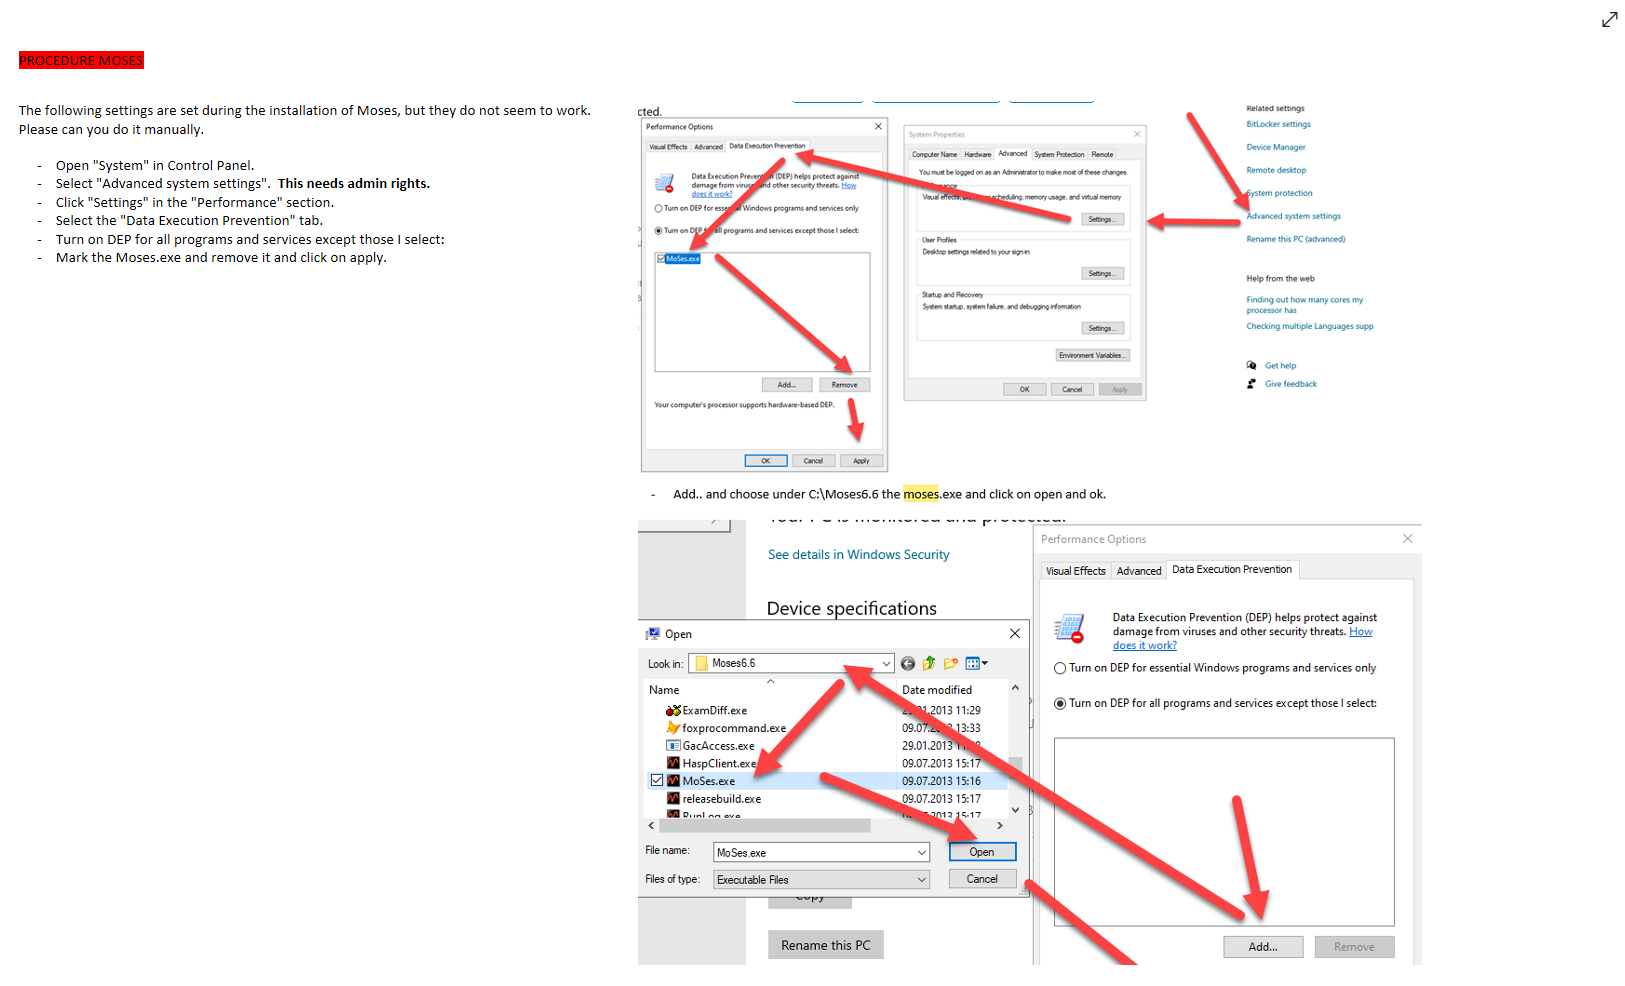 PROCEDURE MOSES
The following settings are set during the installation of Moses, but they do not seem to work.
Please can you do it manually.
- Open "System" in Control Panel.
- Select "Advanced system settings". This needs admin rights.
- Click "Settings" in the "Performance" section.
- Select the "Data Execution Prevention" tab.
- Turn on DEP for all programs and services except those I select:
- Mark the Moses.exe and remove it and click on apply.
cted.
Performance Options
Visual Effects Advanced Data Execution Prevention
Data Execution Prevention (DEP) helps protect against
damage from viruses and other security threats. How
does it work?
Turn on DEP for essential Windows programs and services only
Turn on DEP for all programs and services except those I select:
MoSes.exe
Add... Remove
Your computer's processor supports hardware-based DEP.
OK Cancel Apply
System Properties
Computer Name Hardware Advanced System Protection Remote
You must be logged on as an Administrator to make most of these changes.
Visual effects, scheduling, memory usage, and virtual memory
Settings...
User Profiles
Desktop settings related to your sign-in
Settings...
Startup and Recovery
System startup, system failure, and debugging information
Settings...
Environment Variables...
OK Cancel Apply
Related settings
BitLocker settings
Device Manager
Remote desktop
System protection
Advanced system settings
Rename this PC (advanced)
Help from the web
Finding out how many cores my
processor has
Checking multiple Languages supp
Get help
Give feedback
- Add.. and choose under C:\Moses6.6 the moses.exe and click on open and ok.
Your PC is monitored and protected.
See details in Windows Security
Device specifications
Open
Look in: Moses6.6
Name Date modified
ExamDiff.exe .01.2013 11:29
foxprocommand.exe 09.07. 13:33
GacAccess.exe 29.01.2013
HaspClient.exe 09.07.2013 15:17
MoSes.exe 09.07.2013 15:16
releasebuild.exe 09.07.2013 15:17
RunLog.exe 2013 15:17
File name: MoSes.exe Open
Files of type: Executable Files Cancel
Copy
Rename this PC
Performance Options
Visual Effects Advanced Data Execution Prevention
Data Execution Prevention (DEP) helps protect against
damage from viruses and other security threats. How
does it work?
Turn on DEP for essential Windows programs and services only
Turn on DEP for all programs and services except those I select:
Add... Remove